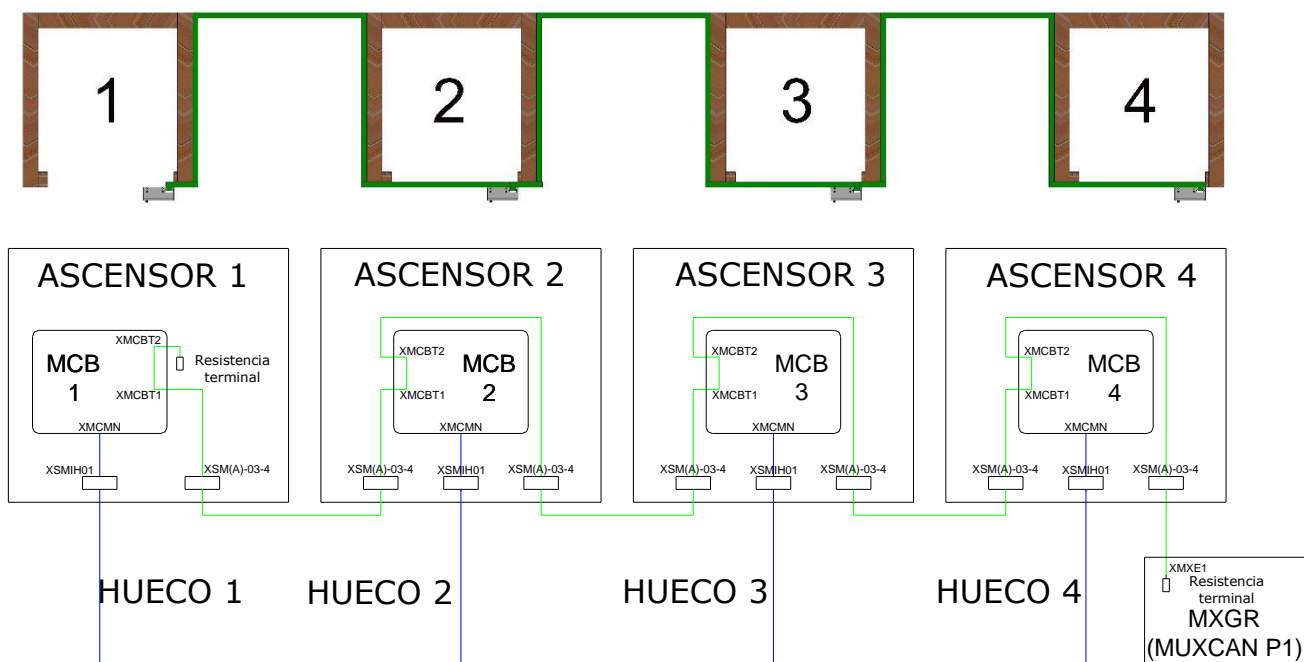 1
2
3
4
ASCENSOR 1
ASCENSOR 2
ASCENSOR 3
ASCENSOR 4
XMCBT2
MCB
1
Resistencia
terminal
XMCBT1
XMCMN
XSMIH01
XSM(A)-03-4
XMCBT2
MCB
2
XMCBT1
XMCMN
XSM(A)-03-4
XSMIH01
XSM(A)-03-4
XMCBT2
MCB
3
XMCBT1
XMCMN
XSM(A)-03-4
XSMIH01
XSM(A)-03-4
XMCBT2
MCB
4
XMCBT1
XMCMN
XSM(A)-03-4
XSMIH01
XSM(A)-03-4
HUECO 1
HUECO 2
HUECO 3
HUECO 4
XMXE1
Resistencia
terminal
MXGR
(MUXCAN P1)